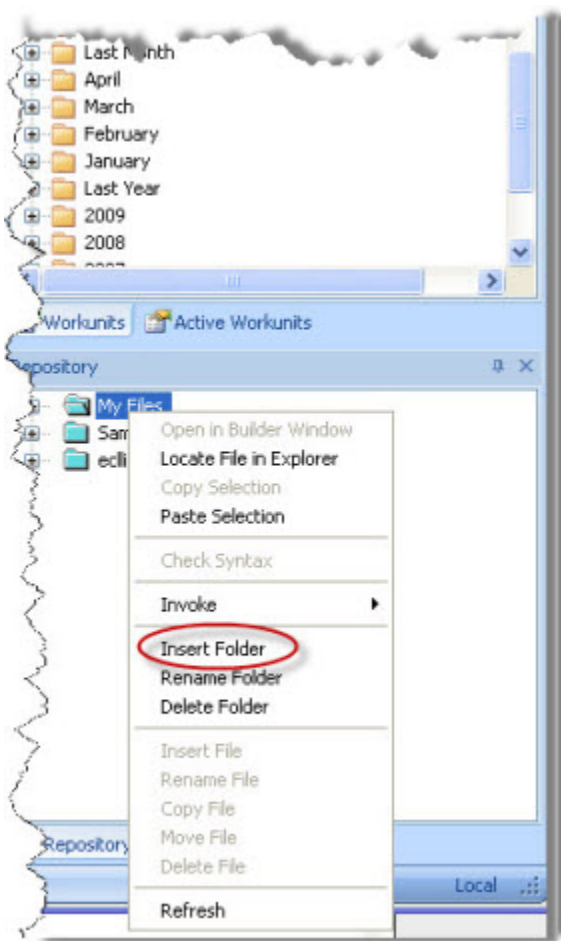 Last Month
April
March
February
January
Last Year
2009
2008
Workunits
Active Workunits
Repository
My Files
Sam
ecli
Open in Builder Window
Locate File in Explorer
Copy Selection
Paste Selection
Check Syntax
Invoke
Insert Folder
Rename Folder
Delete Folder
Insert File
Rename File
Copy File
Move File
Delete File
Refresh
Repository
Local